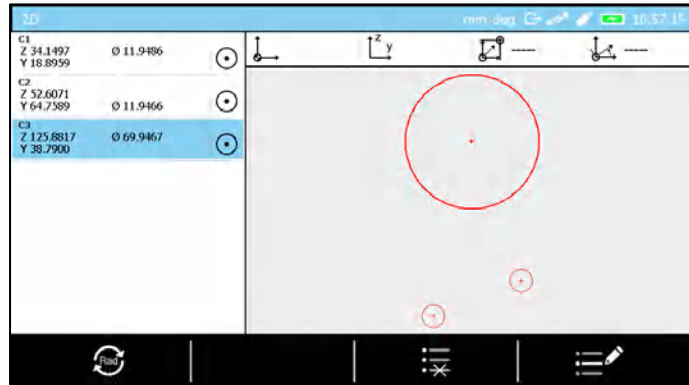 2D
mm deg
10:57:15
C1
Z 34.1497
Y 18.8959
Ø 11.9486
C2
Z 52.6071
Y 64.7589
Ø 11.9466
C3
Z 125.8817
Y 38.7900
Ø 69.9467
Z
y
----
----
Rad